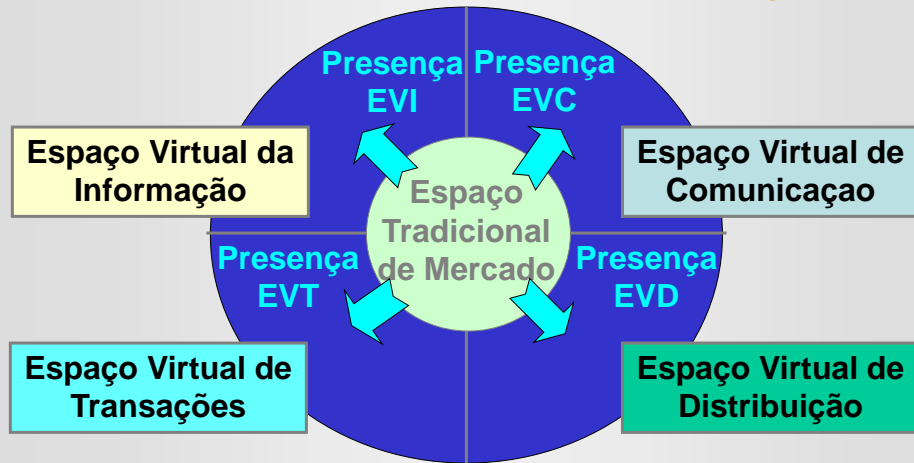 Presença
EVI
Presença
EVC
Espaço Virtual da
Informação
Espaço Virtual de
Comunicaçao
Espaço
Tradicional
de Mercado
Presença
EVT
Presença
EVD
Espaço Virtual de
Transações
Espaço Virtual de
Distribuição